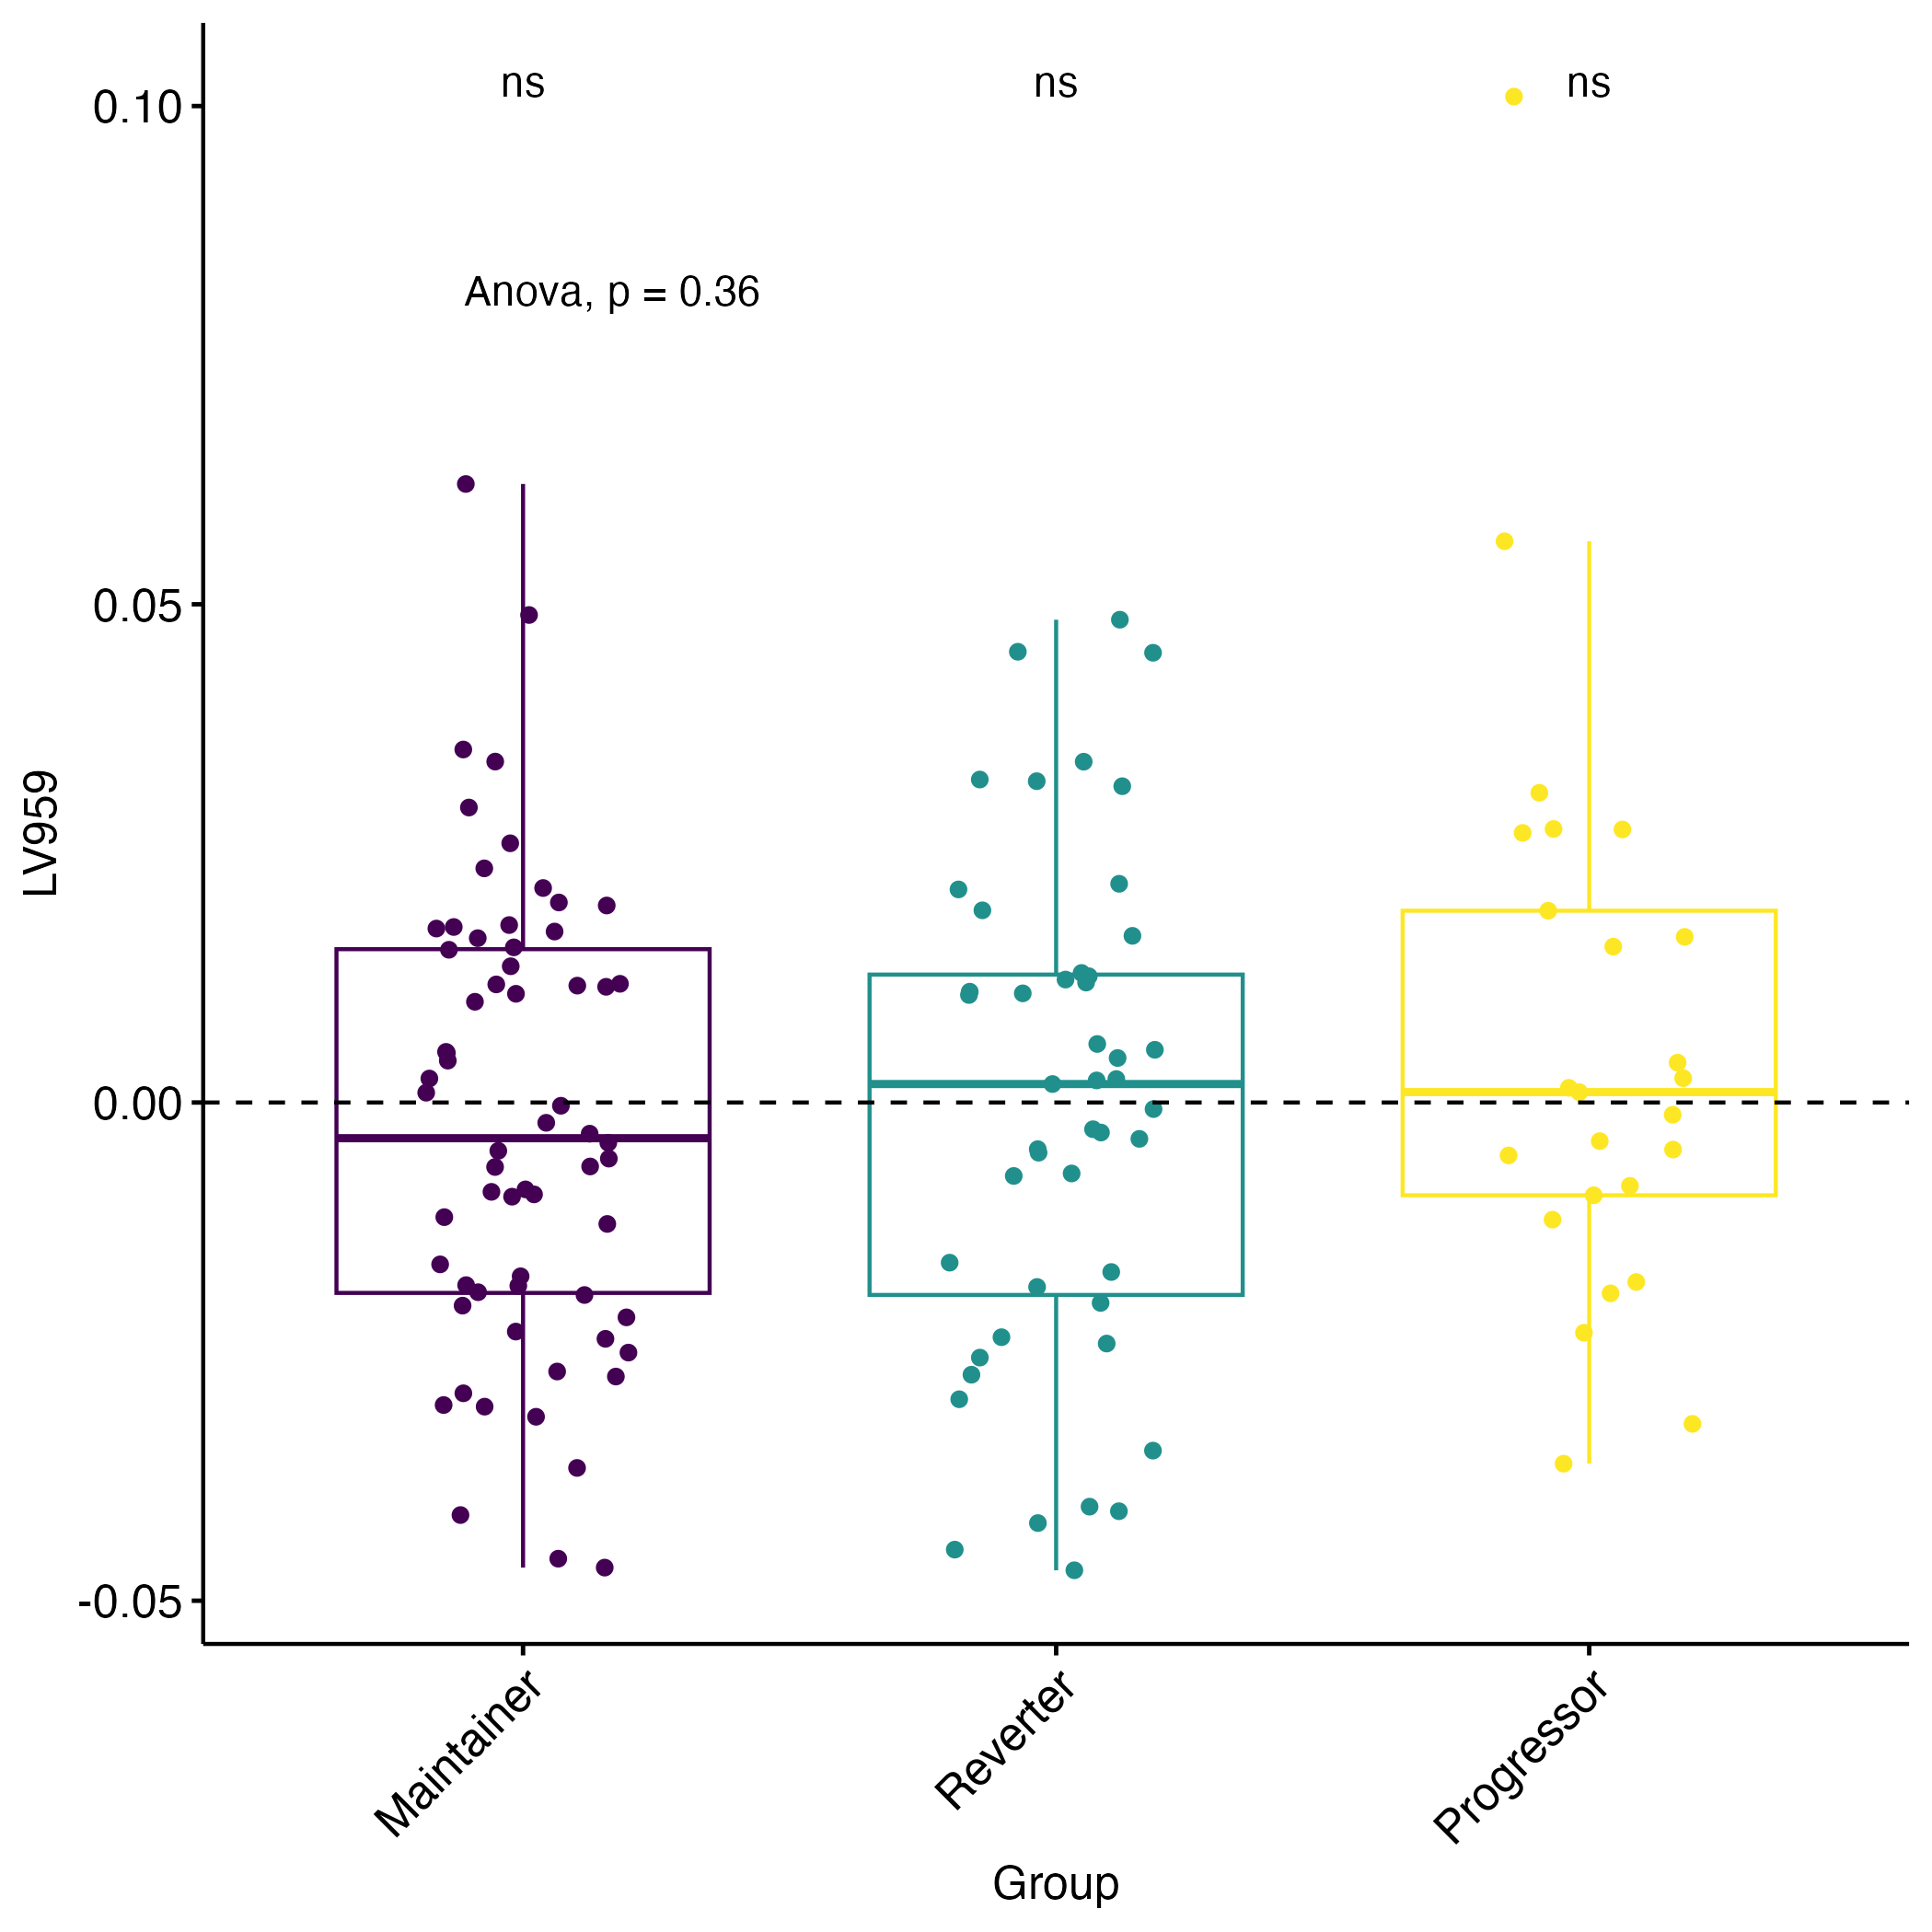 ns ns ns
0.10
Anova, p = 0.36
0.05
LV959
0.00
-0.05
Maintainer Reverter Progressor
Group